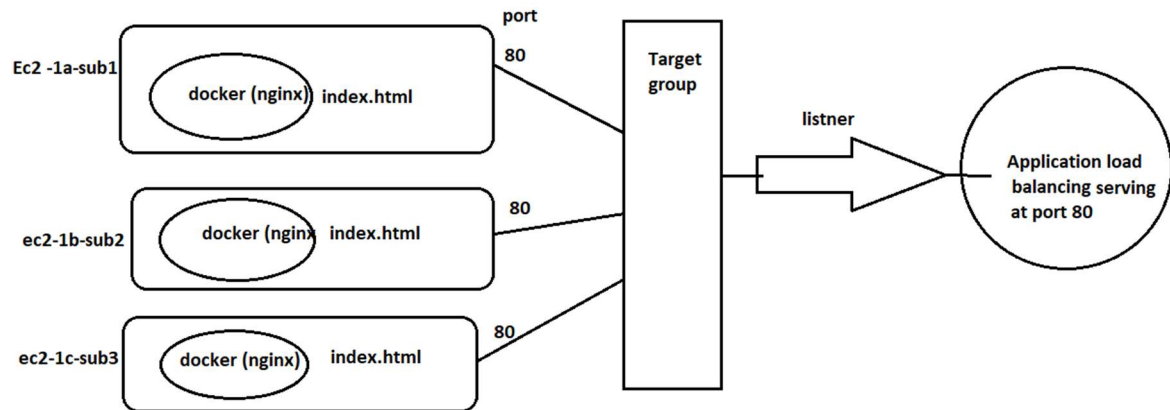 port
Ec2 -1a-sub1
docker (nginx)
index.html
80
Target
group
listner
Application load
balancing serving
at port 80
ec2-1b-sub2
docker (nginx
index.html
80
ec2-1c-sub3
docker (nginx)
index.html
80